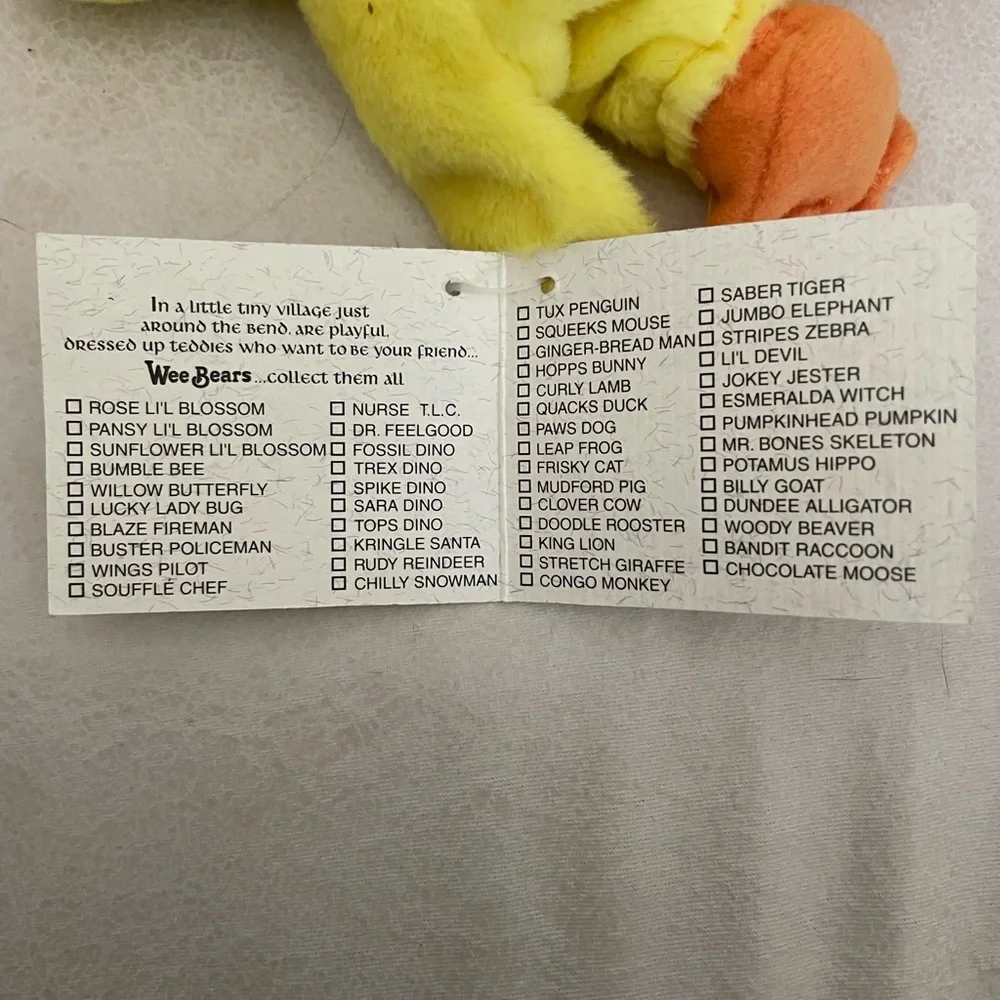 In a little tiny village just
around the bend, are playful,
dressed up teddies who want to be your friend...
Wee Bears...collect them all
ROSE LI'L BLOSSOM
PANSY LI'L BLOSSOM
SUNFLOWER LI'L BLOSSOM
BUMBLE BEE
WILLOW BUTTERFLY
LUCKY LADY BUG
BLAZE FIREMAN
BUSTER POLICEMAN
WINGS PILOT
SOUFFLÉ CHEF
NURSE T.L.C.
DR. FEELGOOD
FOSSIL DINO
TREX DINO
SPIKE DINO
SARA DINO
TOPS DINO
KRINGLE SANTA
RUDY REINDEER
CHILLY SNOWMAN
TUX PENGUIN
SQUEEKS MOUSE
GINGER-BREAD MAN
HOPPS BUNNY
CURLY LAMB
QUACKS DUCK
PAWS DOG
LEAP FROG
FRISKY CAT
MUDFORD PIG
CLOVER COW
DOODLE ROOSTER
KING LION
STRETCH GIRAFFE
CONGO MONKEY
SABER TIGER
JUMBO ELEPHANT
STRIPES ZEBRA
LI'L DEVIL
JOKEY JESTER
ESMERALDA WITCH
PUMPKINHEAD PUMPKIN
MR. BONES SKELETON
POTAMUS HIPPO
BILLY GOAT
DUNDEE ALLIGATOR
WOODY BEAVER
BANDIT RACCOON
CHOCOLATE MOOSE